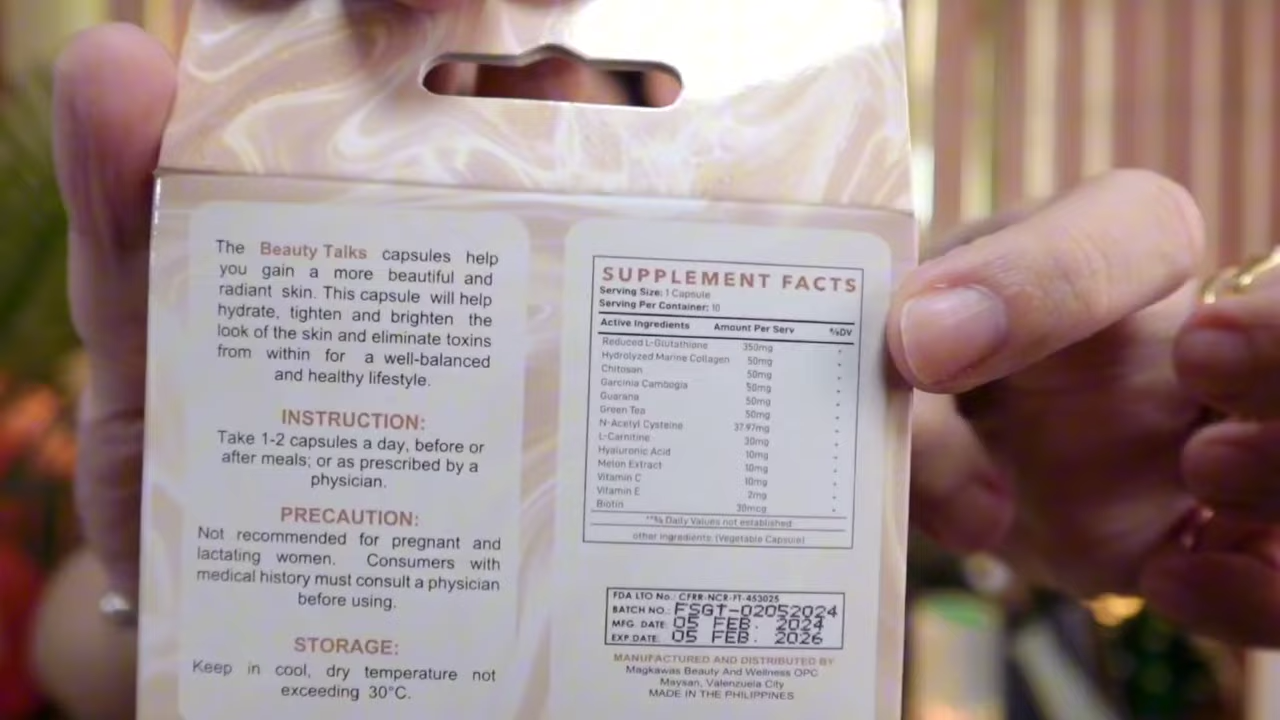 The Beauty Talks capsules help
you gain a more beautiful and
radiant skin. This capsule will help
hydrate, tighten and brighten the
look of the skin and eliminate toxins
from within for a well-balanced
and healthy lifestyle.
INSTRUCTION:
Take 1-2 capsules a day, before or
after meals; or as prescribed by a
physician.
PRECAUTION:
Not recommended for pregnant and
lactating women. Consumers with
medical history must consult a physician
before using.
STORAGE:
Keep in cool, dry temperature not
exceeding 30°C.
SUPPLEMENT FACTS
Serving Size: 1 Capsule
Serving Per Container: 10
Active Ingredients Amount Per Serv %DV
Reduced L-Glutathione 350mg *
Hydrolyzed Marine Collagen 50mg *
Chitosan 50mg *
Garcinia Cambogia 50mg *
Guarana 50mg *
Green Tea 50mg *
N-Acetyl Cysteine 37.97mg *
L-Carnitine 30mg *
Hyaluronic Acid 10mg *
Melon Extract 10mg *
Vitamin C 10mg *
Vitamin E 2mg *
Biotin 30mcg *
**% Daily Values not established
other ingredients: (Vegetable Capsule)
FDA LTO No.: CFRR-NCR-FT-453025
BATCH NO.: FSGT-02052024
MFG. DATE: 05 FEB. 2024
EXP.DATE: 05 FEB. 2026
MANUFACTURED AND DISTRIBUTED BY
Magkawas Beauty And Wellness OPC
Maysan, Valenzuela City
MADE IN THE PHILIPPINES